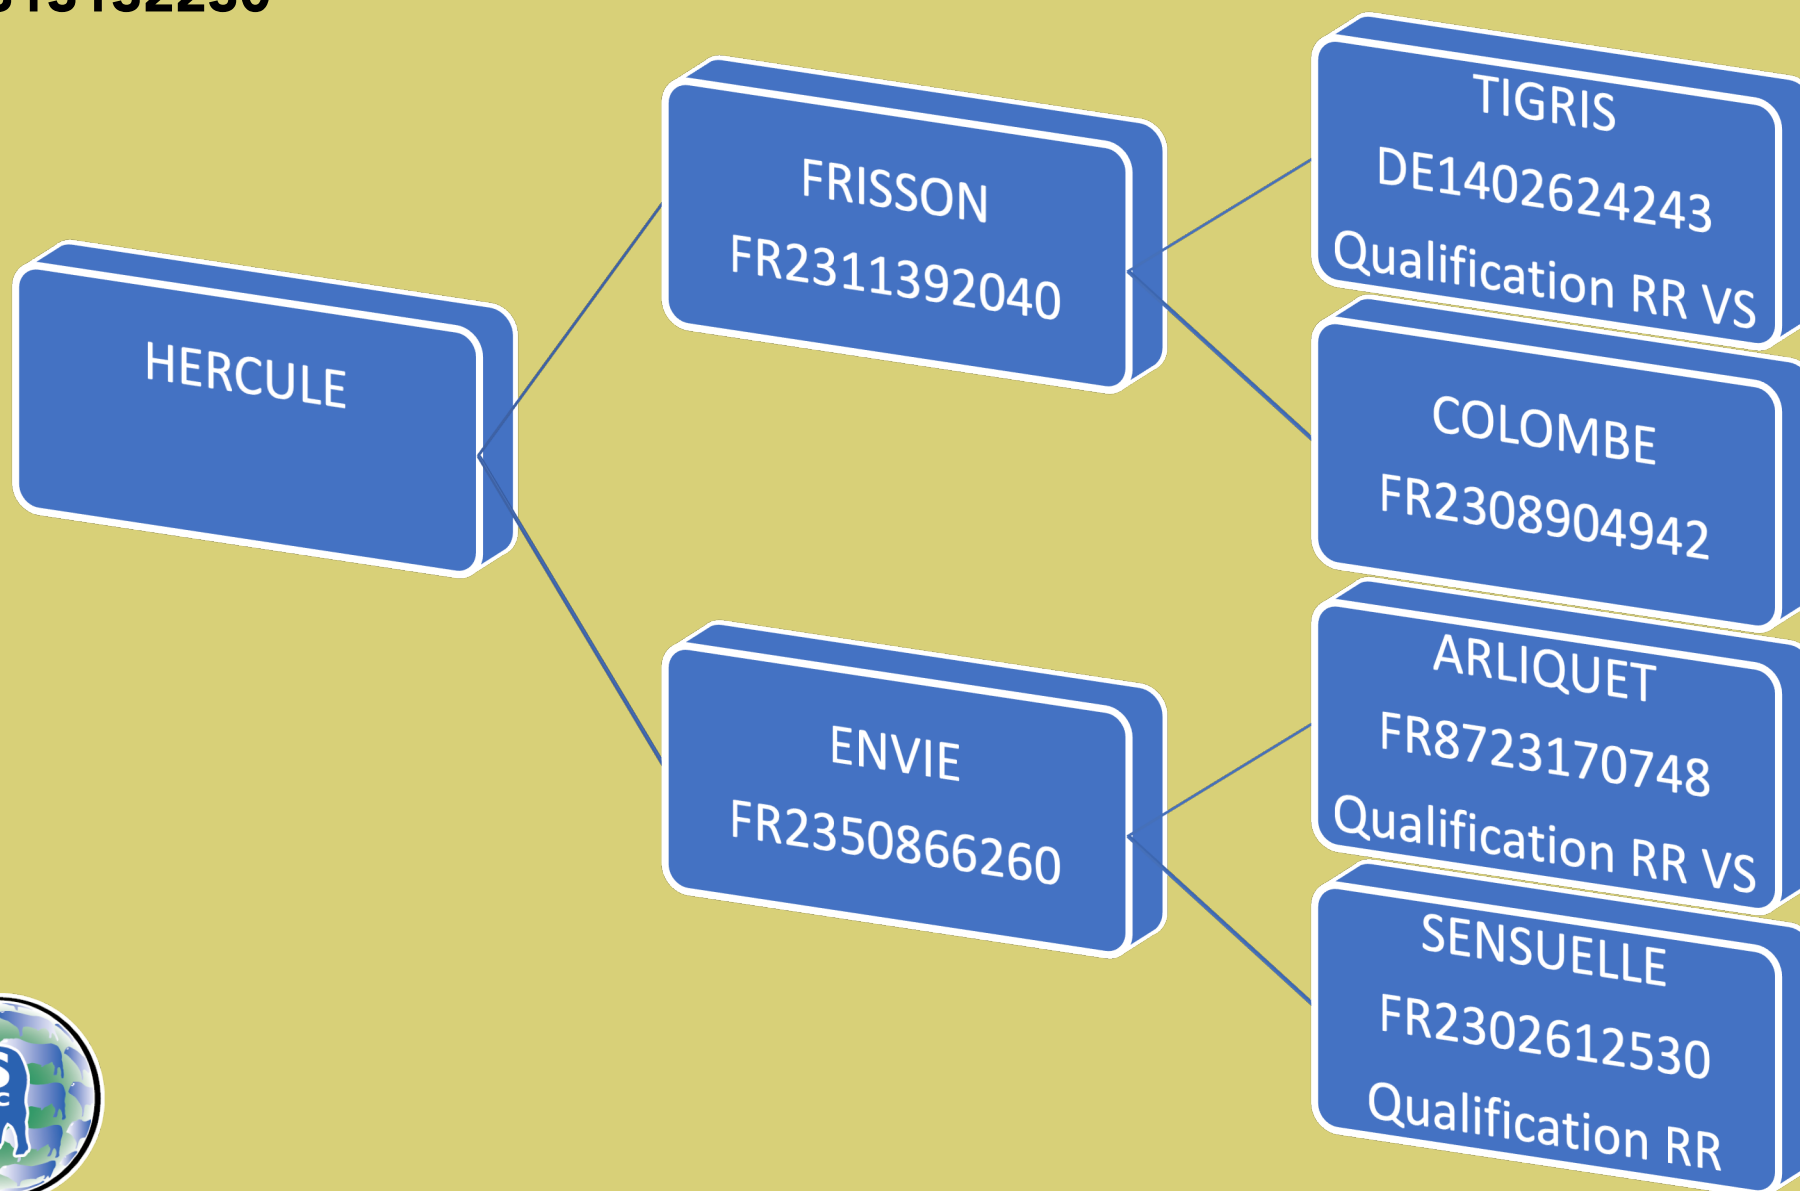 HERCULE
FRISSON
FR2311392040
ENVIE
FR2350866260
TIGRIS
DE1402624243
Qualification RR VS
COLOMBE
FR2308904942
ARLIQUET
FR8723170748
Qualification RR VS
SENSUELLE
FR2302612530
Qualification RR